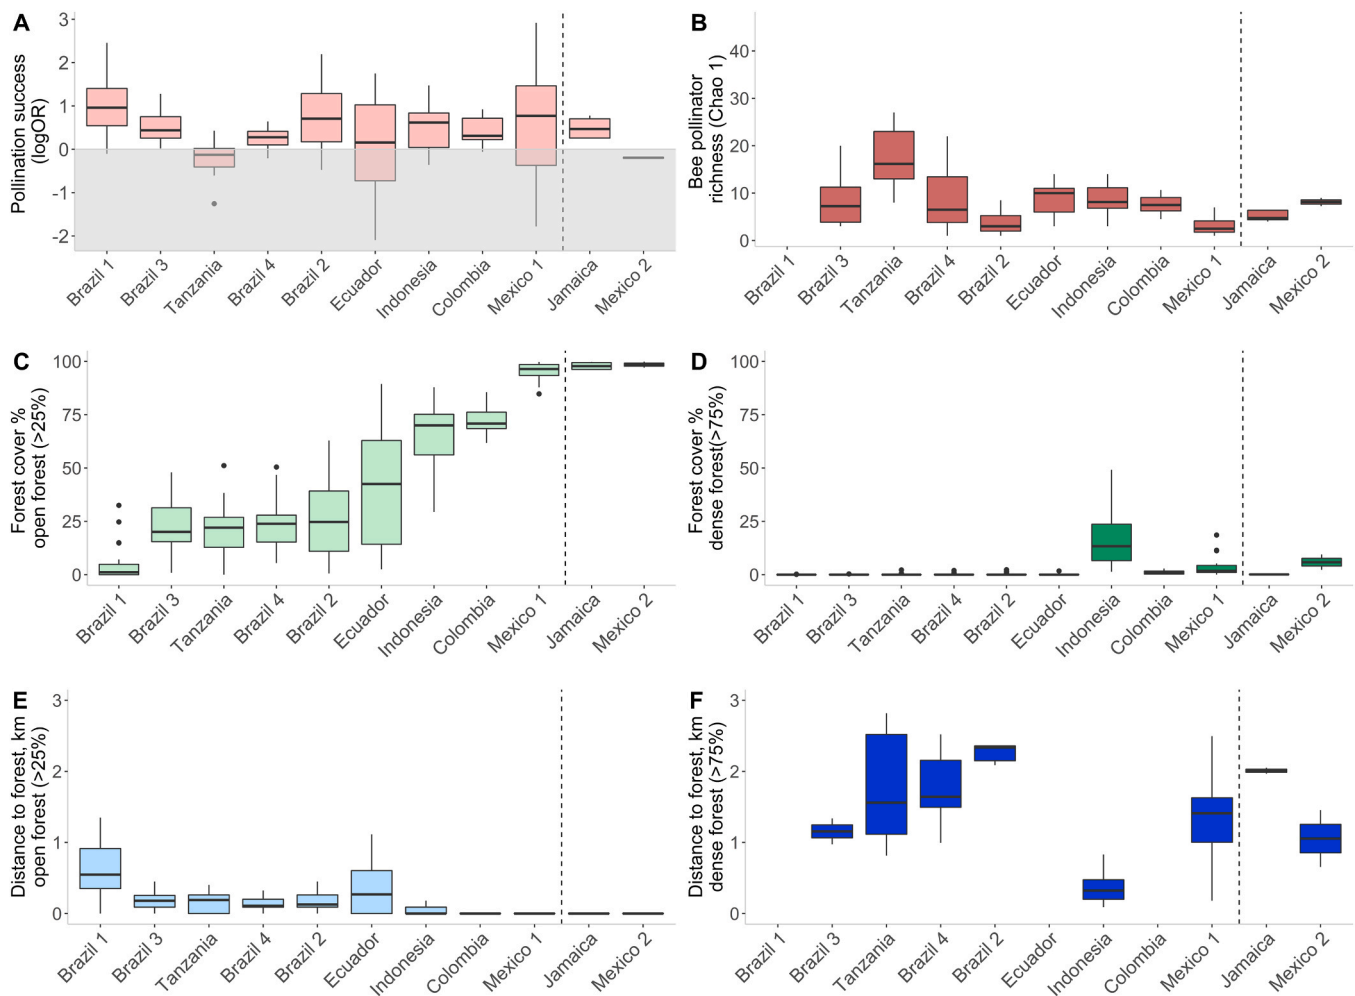 A
Pollination success
(logOR)
3
2
1
0
-1
-2
Brazil 1
Brazil 3
Tanzania
Brazil 4
Brazil 2
Ecuador
Indonesia
Colombia
Mexico 1
Jamaica
Mexico 2
B
Bee pollinator
richness (Chao 1)
40
30
20
10
0
Brazil 1
Brazil 3
Tanzania
Brazil 4
Brazil 2
Ecuador
Indonesia
Colombia
Mexico 1
Jamaica
Mexico 2
C
Forest cover %
open forest (>25%)
100
75
50
25
0
Brazil 1
Brazil 3
Tanzania
Brazil 4
Brazil 2
Ecuador
Indonesia
Colombia
Mexico 1
Jamaica
Mexico 2
D
Forest cover %
dense forest(>75%)
100
75
50
25
0
Brazil 1
Brazil 3
Tanzania
Brazil 4
Brazil 2
Ecuador
Indonesia
Colombia
Mexico 1
Jamaica
Mexico 2
E
Distance to forest, km
open forest (>25%)
3
2
1
0
Brazil 1
Brazil 3
Tanzania
Brazil 4
Brazil 2
Ecuador
Indonesia
Colombia
Mexico 1
Jamaica
Mexico 2
F
Distance to forest, km
dense forest (>75%)
3
2
1
0
Brazil 1
Brazil 3
Tanzania
Brazil 4
Brazil 2
Ecuador
Indonesia
Colombia
Mexico 1
Jamaica
Mexico 2